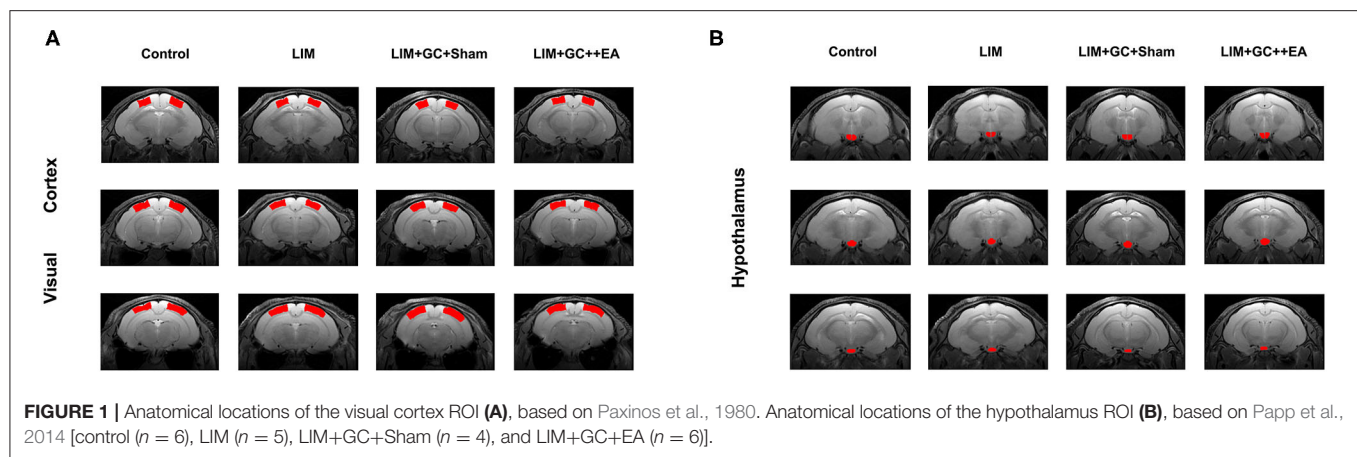 A
B
Control
LIM
LIM+GC+Sham
LIM+GC++EA
Control
LIM
LIM+GC+Sham
LIM+GC++EA
Visual Cortex
Hypothalamus
FIGURE 1 | Anatomical locations of the visual cortex ROI (A), based on Paxinos et al., 1980. Anatomical locations of the hypothalamus ROI (B), based on Papp et al.,
2014 [control (n = 6), LIM (n = 5), LIM+GC+Sham (n = 4), and LIM+GC+EA (n = 6)].